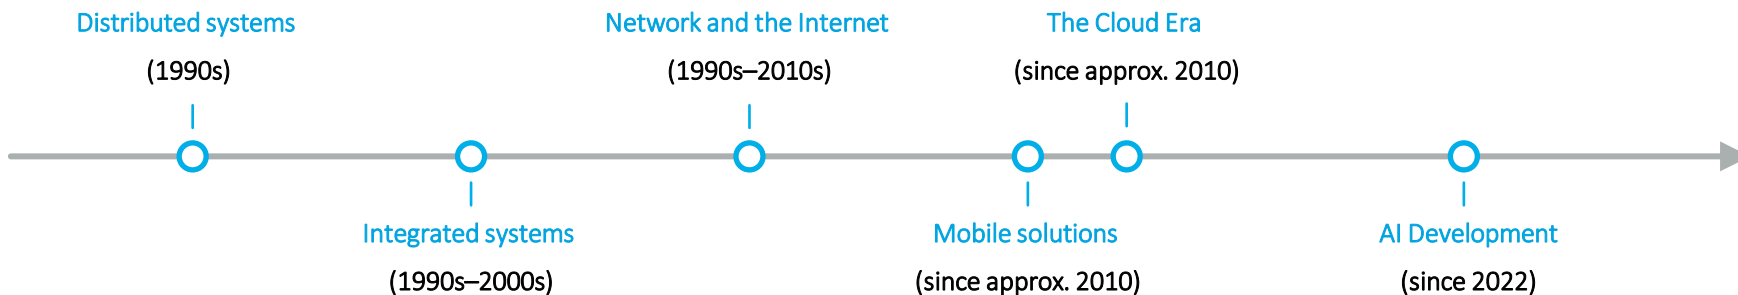 Distributed systems
(1990s)
Integrated systems
(1990s–2000s)
Network and the Internet
(1990s–2010s)
Mobile solutions
(since approx. 2010)
The Cloud Era
(since approx. 2010)
AI Development
(since 2022)